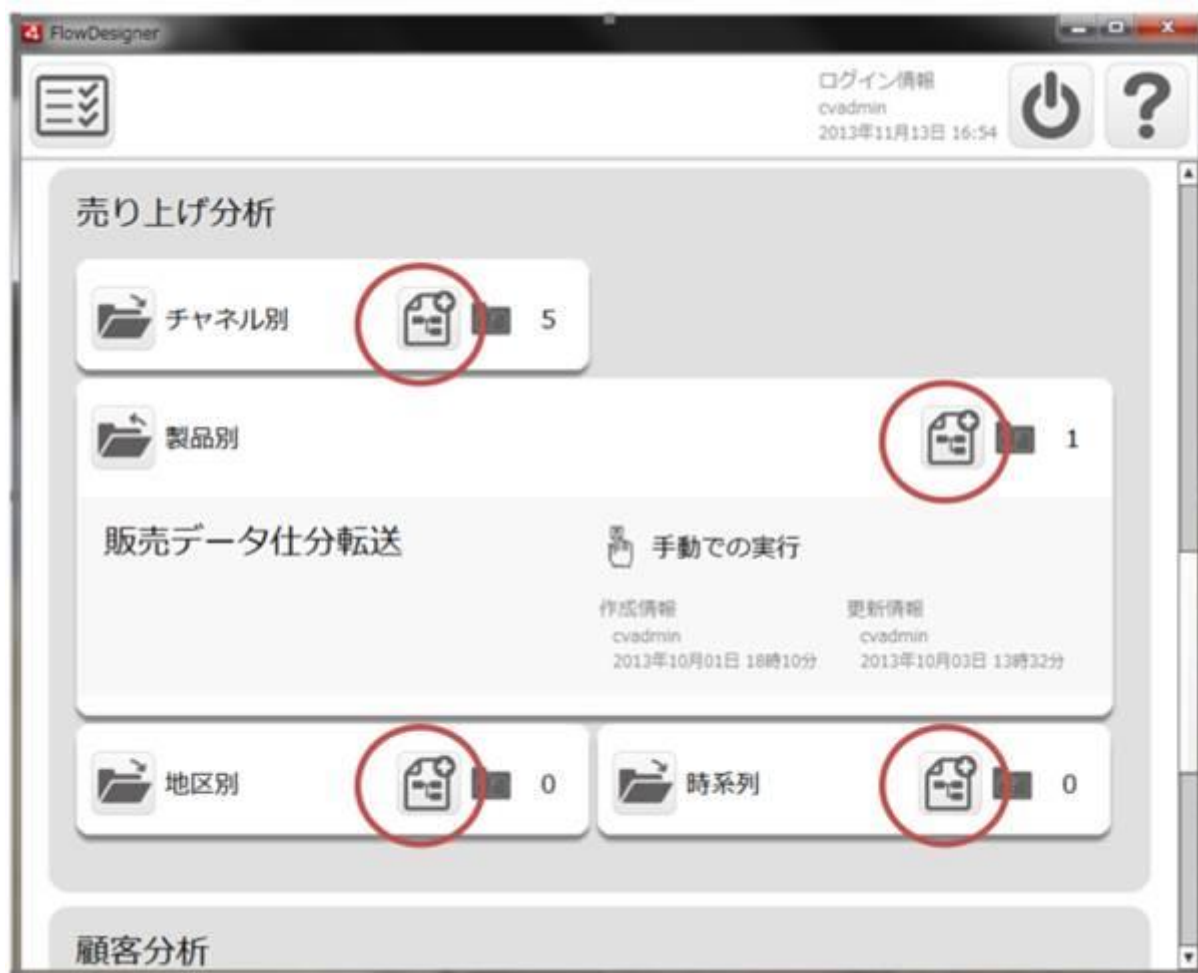 FlowDesigner
ログイン情報
cvadmin
2013年11月13日 16:54
売り上げ分析
チャネル別
5
製品別
1
販売データ仕分転送
手動での実行
作成情報
cvadmin
2013年10月01日 18時10分
更新情報
cvadmin
2013年10月03日 13時32分
地区別
0
時系列
0
顧客分析